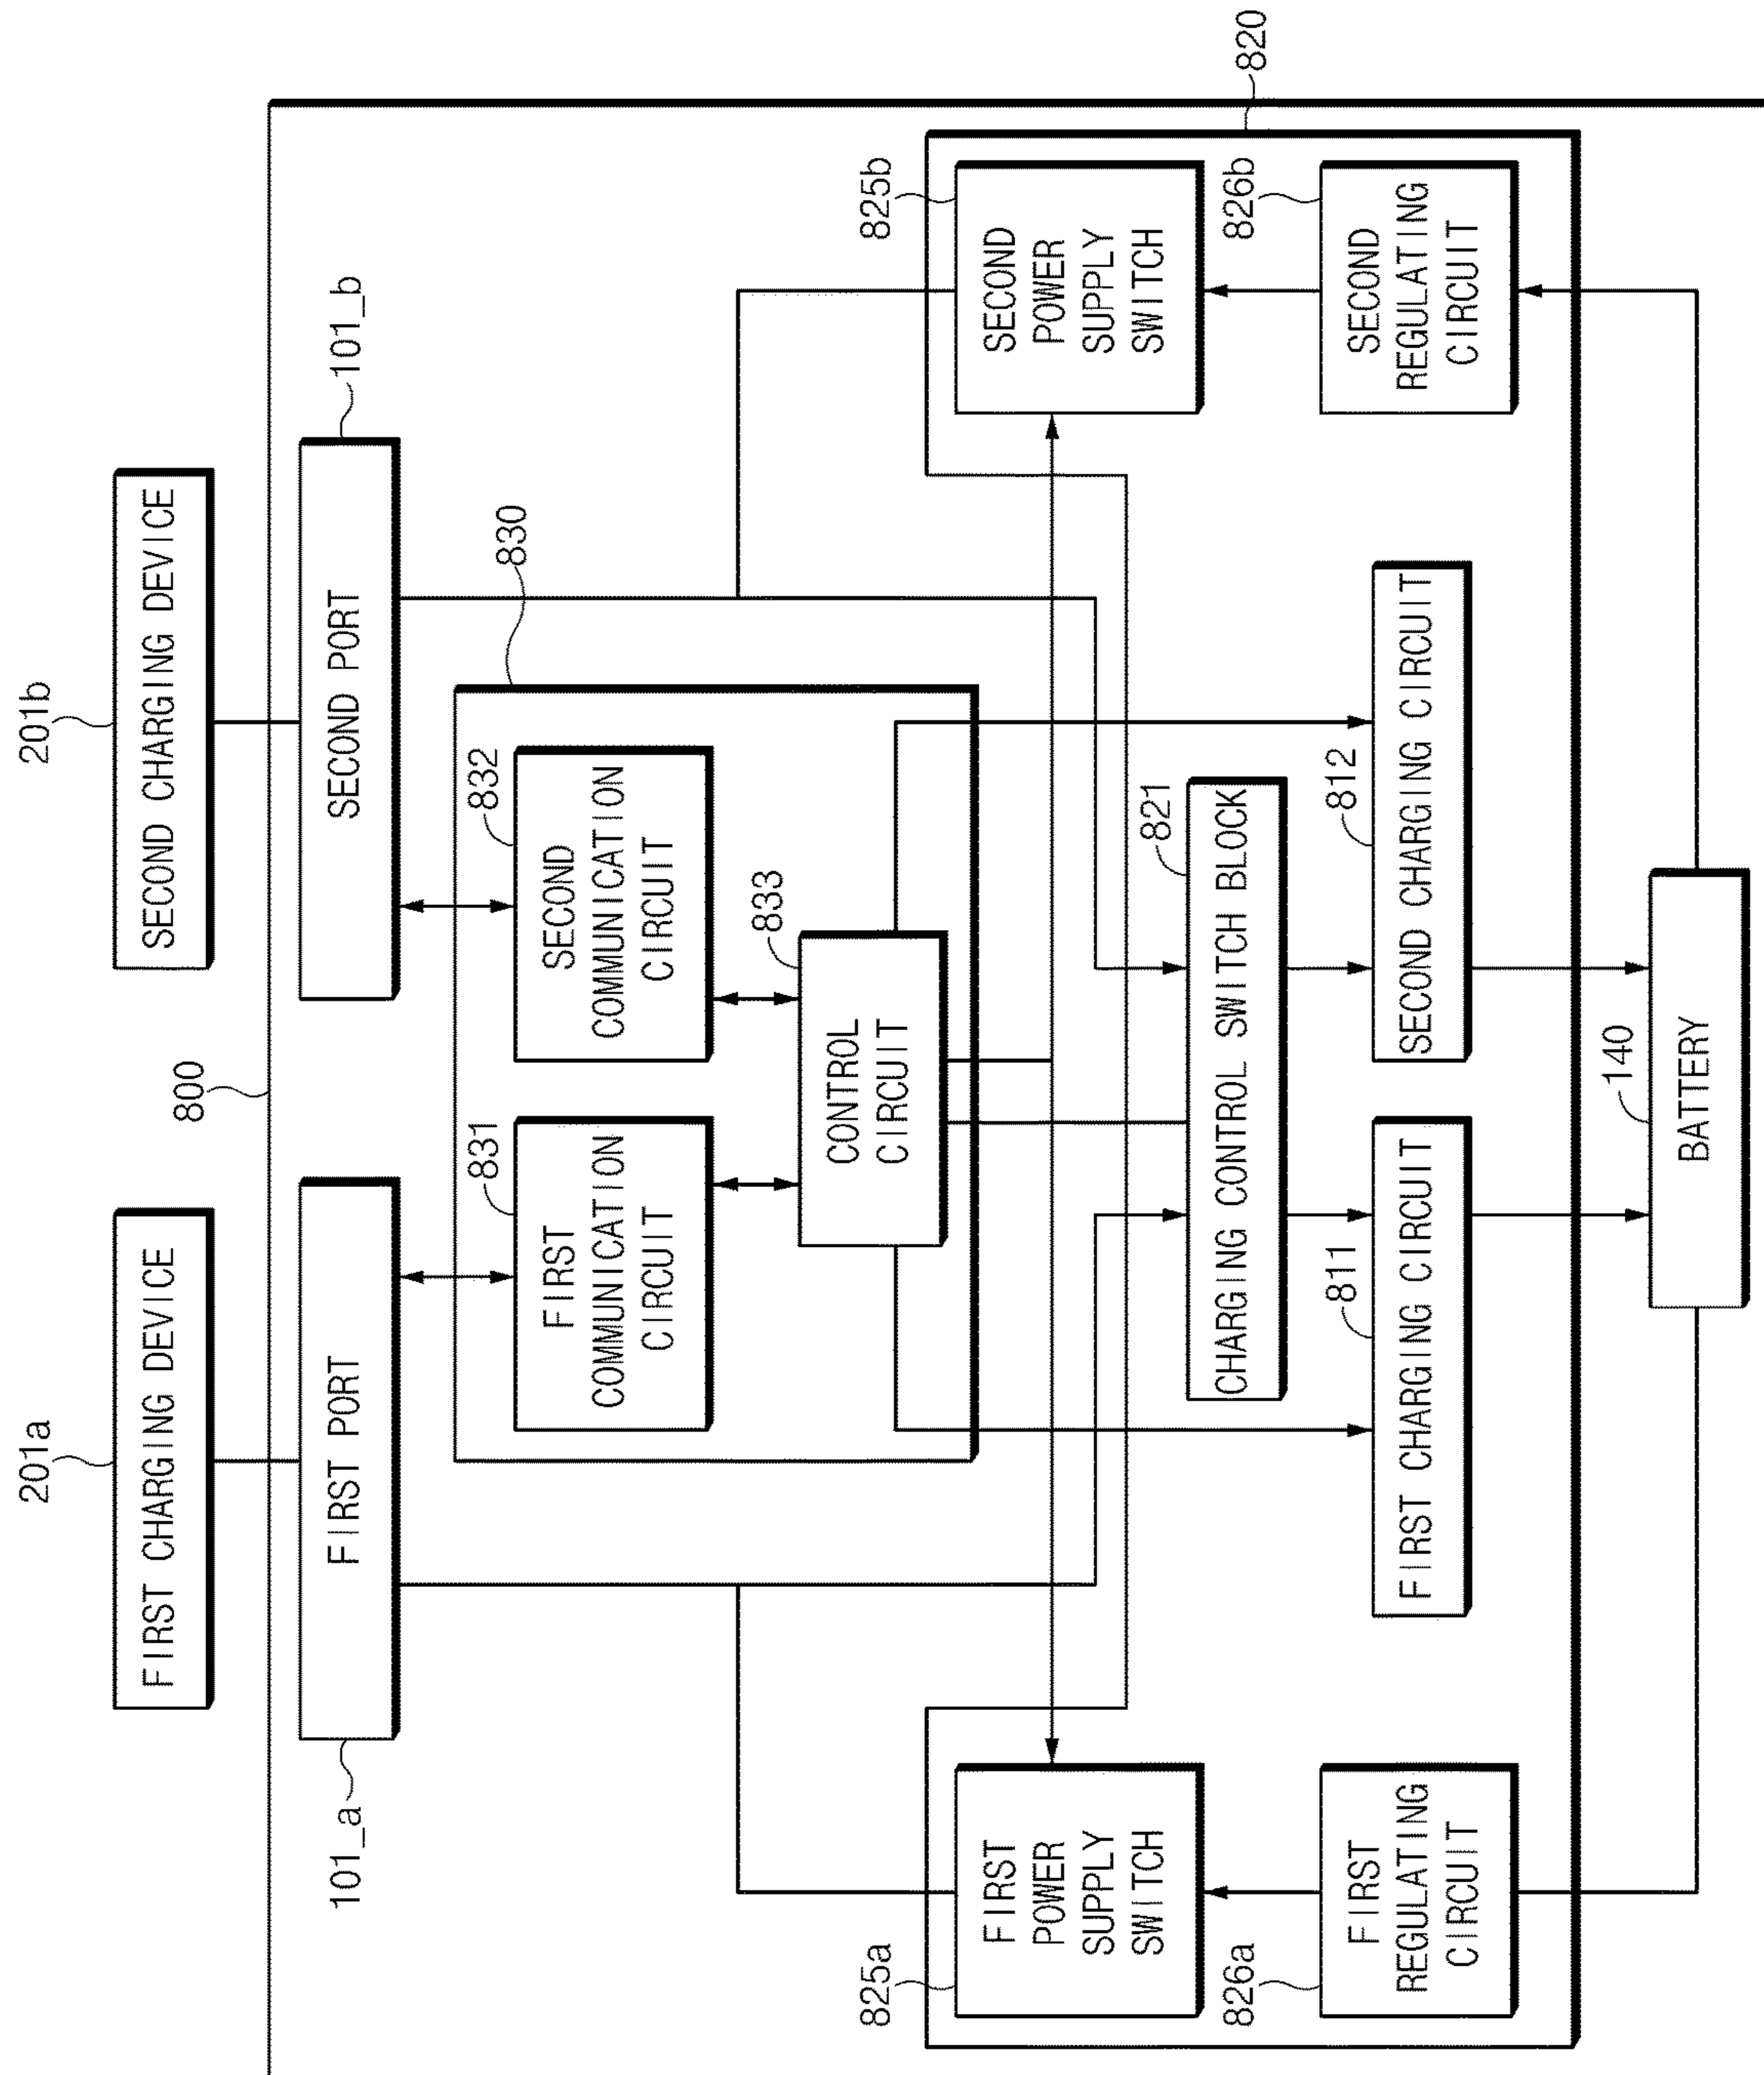 201a
FIRST CHARGING DEVICE
201b
SECOND CHARGING DEVICE
800
101_a
FIRST PORT
SECOND PORT
101_b
830
831
FIRST
COMMUNICATION
CIRCUIT
832
SECOND
COMMUNICATION
CIRCUIT
833
CONTROL
CIRCUIT
825a
FIRST
POWER
SUPPLY
SWITCH
825b
SECOND
POWER
SUPPLY
SWITCH
820
821
CHARGING CONTROL SWITCH BLOCK
826a
FIRST
REGULATING
CIRCUIT
811
FIRST CHARGING CIRCUIT
812
SECOND CHARGING CIRCUIT
826b
SECOND
REGULATING
CIRCUIT
140
BATTERY